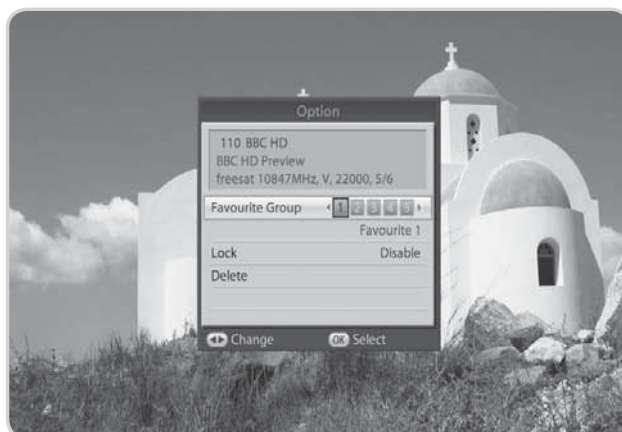 Option
110 BBC HD
BBC HD Preview
freesat 10847MHz, V, 22000, 5/6
Favourite Group 1 2 3 4 5
Favourite 1
Lock Disable
Delete
Change OK Select